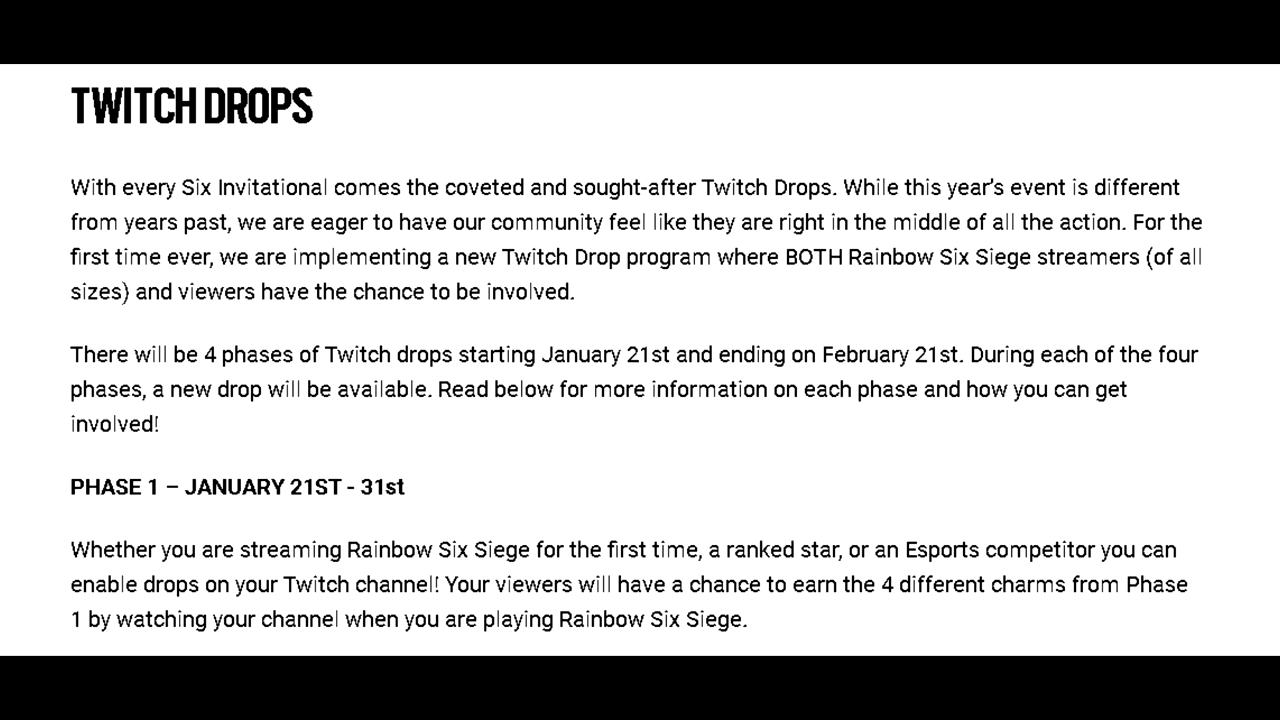 TWITCH DROPS
With every Six Invitational comes the coveted and sought-after Twitch Drops. While this year's event is different
from years past, we are eager to have our community feel like they are right in the middle of all the action. For the
first time ever, we are implementing a new Twitch Drop program where BOTH Rainbow Six Siege streamers (of all
sizes) and viewers have the chance to be involved.
There will be 4 phases of Twitch drops starting January 21st and ending on February 21st. During each of the four
phases, a new drop will be available. Read below for more information on each phase and how you can get
involved!
PHASE 1 – JANUARY 21ST - 31st
Whether you are streaming Rainbow Six Siege for the first time, a ranked star, or an Esports competitor you can
enable drops on your Twitch channel! Your viewers will have a chance to earn the 4 different charms from Phase
1 by watching your channel when you are playing Rainbow Six Siege.